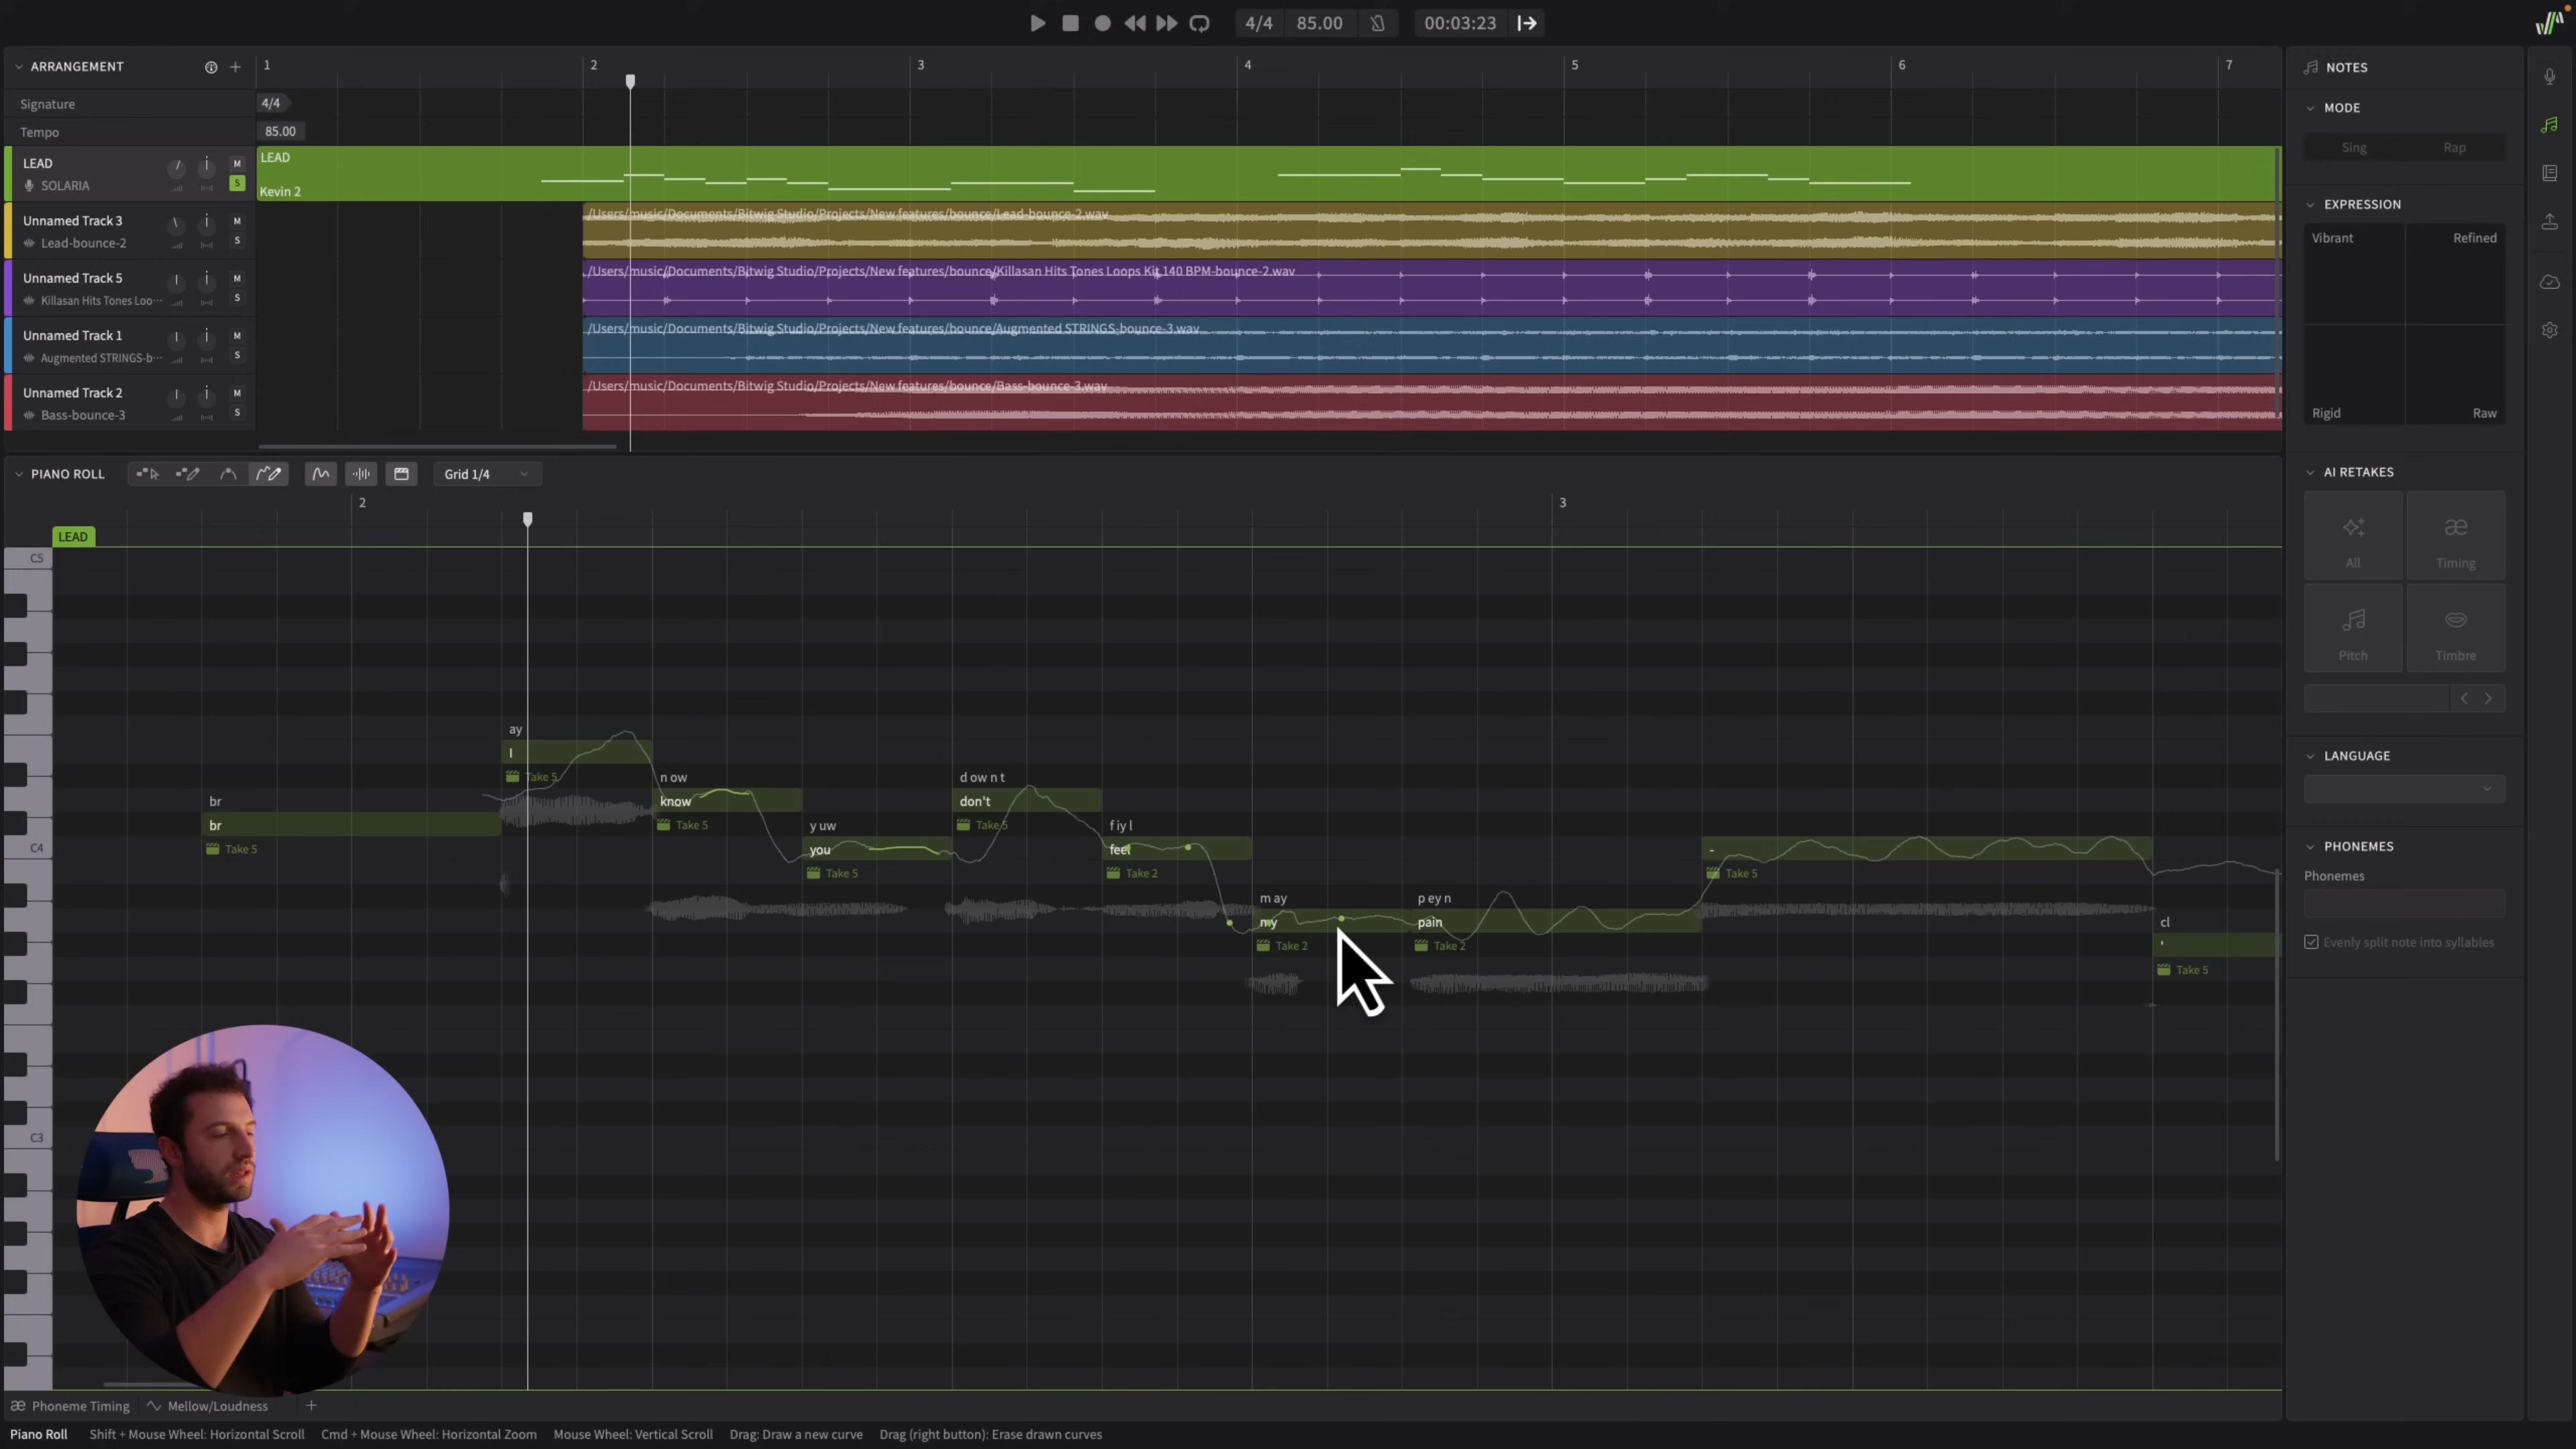 4/4 85.00 00:03:23
ARRANGEMENT
1 2 3 4 5 6 7
Signature 4/4
Tempo 85.00
LEAD M
SOLARIA S
LEAD
Kevin 2
Unnamed Track 3 M
Lead-bounce-2 S
/Users/music/Documents/Bitwig Studio/Projects/New features/bounce/Lead-bounce-2.wav
Unnamed Track 5 M
Killasan Hits Tones Loo··· S
/Users/music/Documents/Bitwig Studio/Projects/New features/bounce/Killasan Hits Tones Loops Kit 140 BPM-bounce-2.wav
Unnamed Track 1 M
Augmented STRINGS-b··· S
/Users/music/Documents/Bitwig Studio/Projects/New features/bounce/Augmented STRINGS-bounce-3.wav
Unnamed Track 2 M
Bass-bounce-3 S
/Users/music/Documents/Bitwig Studio/Projects/New features/bounce/Bass-bounce-3.wav
PIANO ROLL Grid 1/4
2 3
LEAD
C5
ay
I
Take 5
n ow
know
Take 5
d ow n t
don't
Take 5
br
br
Take 5
y uw
you
Take 5
f iy l
feel
Take 2
C4
-
Take 5
m ay
my
Take 2
p ey n
pain
Take 2
cl
'
Take 5
C3
æ Phoneme Timing Mellow/Loudness +
Piano Roll Shift + Mouse Wheel: Horizontal Scroll Cmd + Mouse Wheel: Horizontal Zoom Mouse Wheel: Vertical Scroll Drag: Draw a new curve Drag (right button): Erase drawn curves
NOTES
MODE
Sing Rap
EXPRESSION
Vibrant Refined
Rigid Raw
AI RETAKES
æ
All Timing
Pitch Timbre
LANGUAGE
PHONEMES
Phonemes
Evenly split note into syllables